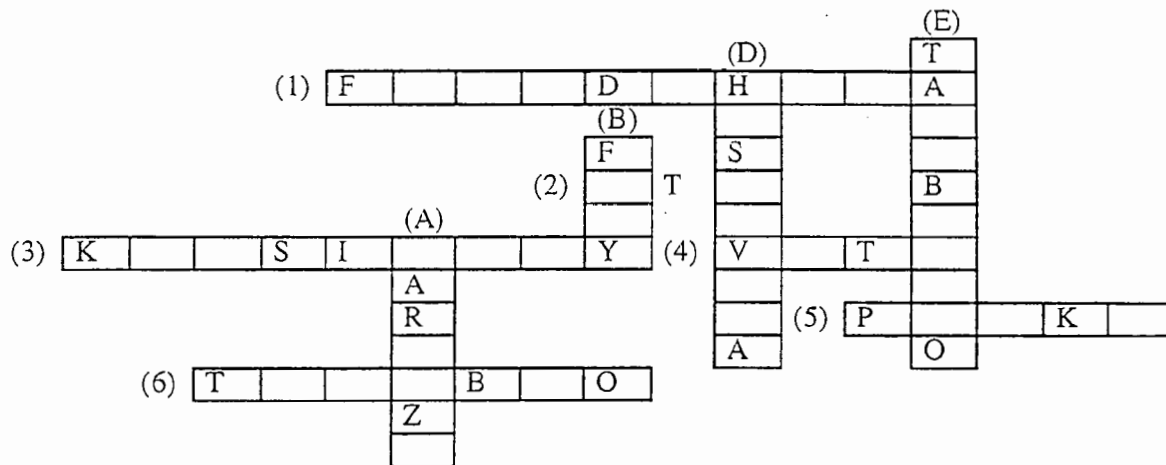 (E)
(D) T
(1) F D H A
(B)
F S
(2) T B
(A)
(3) K S I Y (4) V T
A
R (5) P K
A O
(6) T B O
Z